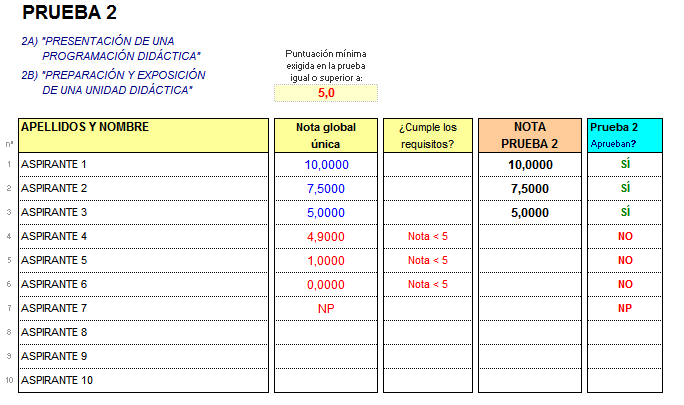 PRUEBA 2
2A) "PRESENTACIÓN DE UNA
PROGRAMACIÓN DIDÁCTICA"
2B) "PREPARACIÓN Y EXPOSICIÓN
DE UNA UNIDAD DIDÁCTICA"
Puntuación mínima
exigida en la prueba
igual o superior a:
5,0
nº APELLIDOS Y NOMBRE Nota global única ¿Cumple los requisitos? NOTA PRUEBA 2 Prueba 2 Aprueban?
1 ASPIRANTE 1 10,0000 10,0000 SÍ
2 ASPIRANTE 2 7,5000 7,5000 SÍ
3 ASPIRANTE 3 5,0000 5,0000 SÍ
4 ASPIRANTE 4 4,9000 Nota < 5 NO
5 ASPIRANTE 5 1,0000 Nota < 5 NO
6 ASPIRANTE 6 0,0000 Nota < 5 NO
7 ASPIRANTE 7 NP NP
8 ASPIRANTE 8
9 ASPIRANTE 9
10 ASPIRANTE 10